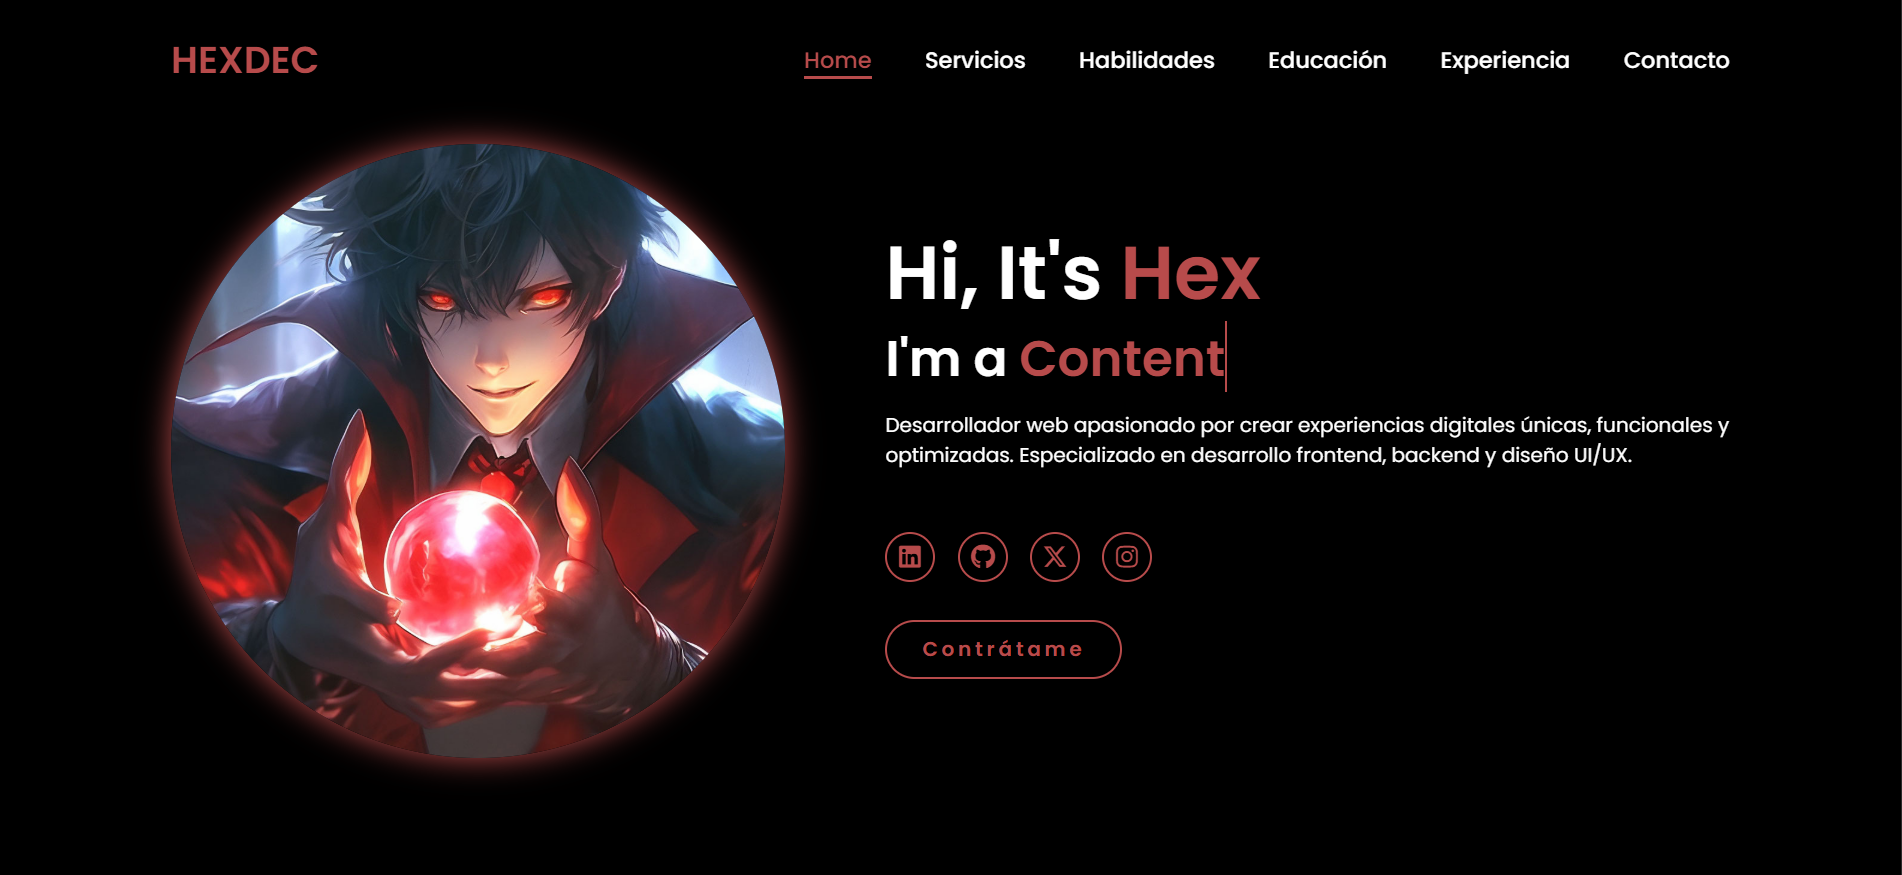 HEXDEC
Home Servicios Habilidades Educación Experiencia Contacto
Hi, It's Hex
I'm a Content
Desarrollador web apasionado por crear experiencias digitales únicas, funcionales y
optimizadas. Especializado en desarrollo frontend, backend y diseño UI/UX.
Contrátame